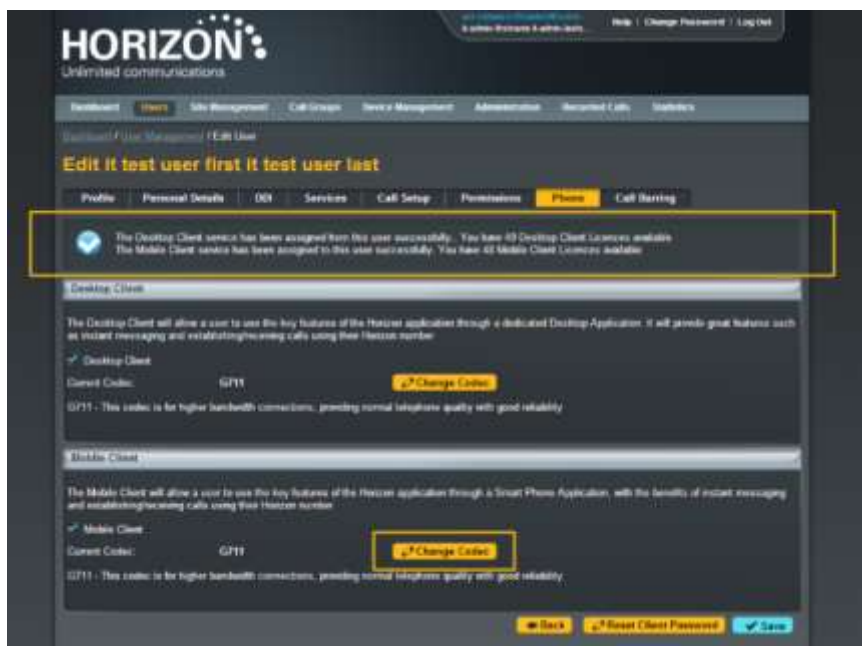 Help | Change Password | Log Out
HORIZON
Unlimited communications
Dashboard Users Site Management Call Groups Device Management Administration Recorded Calls Statistics
Dashboard / User Management / Edit User
Edit it test user first it test user last
Profile Personal Details DDI Services Call Setup Permissions Phone Call Barring
The Desktop Client service has been assigned from this user successfully. You have 49 Desktop Client Licences available
The Mobile Client service has been assigned to this user successfully. You have 48 Mobile Client Licences available
Desktop Client
The Desktop Client will allow a user to use the key features of the Horizon application through a dedicated Desktop Application. It will provide great features such
as instant messaging and establishing/receiving calls using their Horizon number
Desktop Client
Current Codec: G711 Change Codec
G711 - This codec is for higher bandwidth connections, providing normal telephone quality with good reliability
Mobile Client
The Mobile Client will allow a user to use the key features of the Horizon application through a Smart Phone Application, with the benefits of instant messaging
and establishing/receiving calls using their Horizon number
Mobile Client
Current Codec: G711 Change Codec
G711 - This codec is for higher bandwidth connections, providing normal telephone quality with good reliability
Back Reset Client Password Save